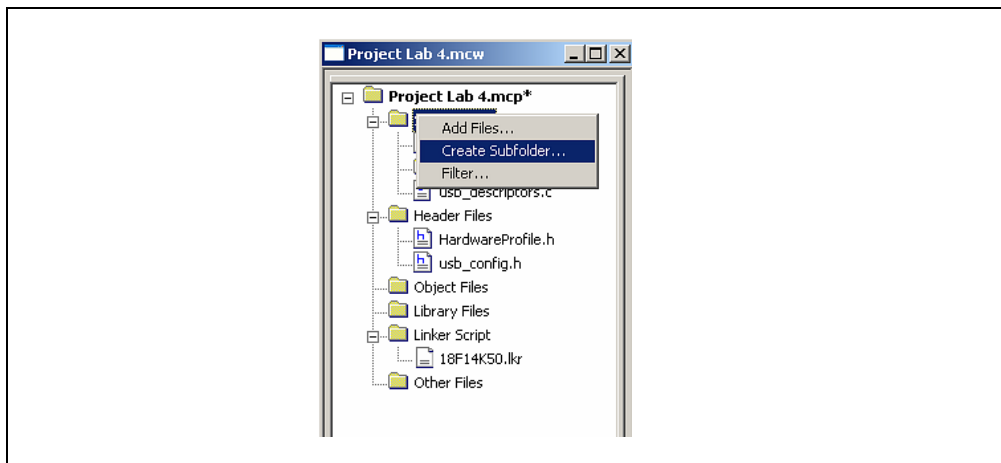 Project Lab 4.mcw
Project Lab 4.mcp*
Add Files...
Create Subfolder...
Filter...
usb_descriptors.c
Header Files
HardwareProfile.h
usb_config.h
Object Files
Library Files
Linker Script
18F14K50.lkr
Other Files